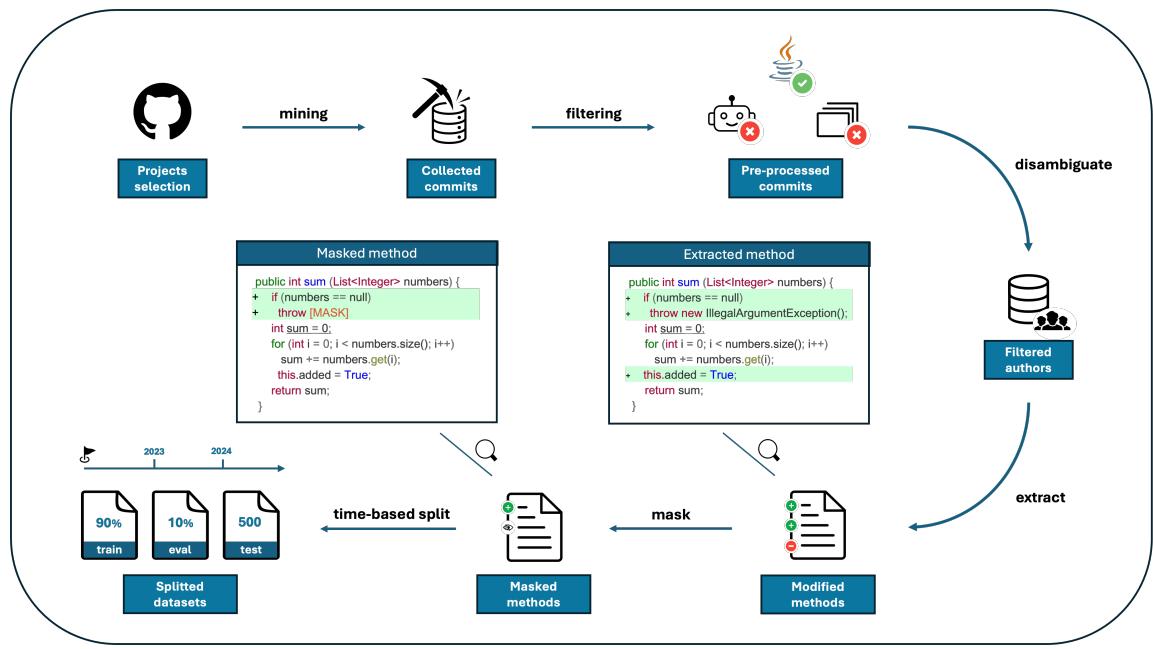 mining
filtering
Projects
selection
Collected
commits
Pre-processed
commits
disambiguate
Masked method
public int sum (List<Integer> numbers) {
+ if (numbers == null)
+ throw [MASK]
int sum = 0;
for (int i = 0; i < numbers.size(); i++)
sum += numbers.get(i);
this.added = True;
return sum;
}
Extracted method
public int sum (List<Integer> numbers) {
+ if (numbers == null)
+ throw new IllegalArgumentException();
int sum = 0;
for (int i = 0; i < numbers.size(); i++)
sum += numbers.get(i);
+ this.added = True;
return sum;
}
Filtered
authors
extract
2023
2024
90%
train
10%
eval
500
test
time-based split
mask
Splitted
datasets
Masked
methods
Modified
methods